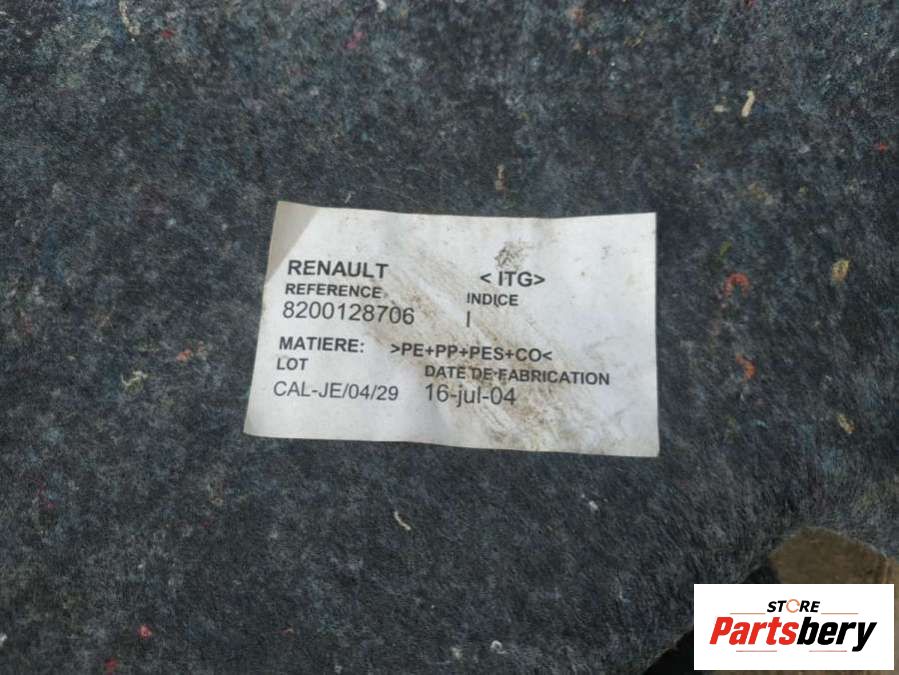 RENAULT <ITG>
REFERENCE INDICE
8200128706 I
MATIERE: >PE+PP+PES+CO<
LOT DATE DE FABRICATION
CAL-JE/04/29 16-jul-04
STORE
Partsbery